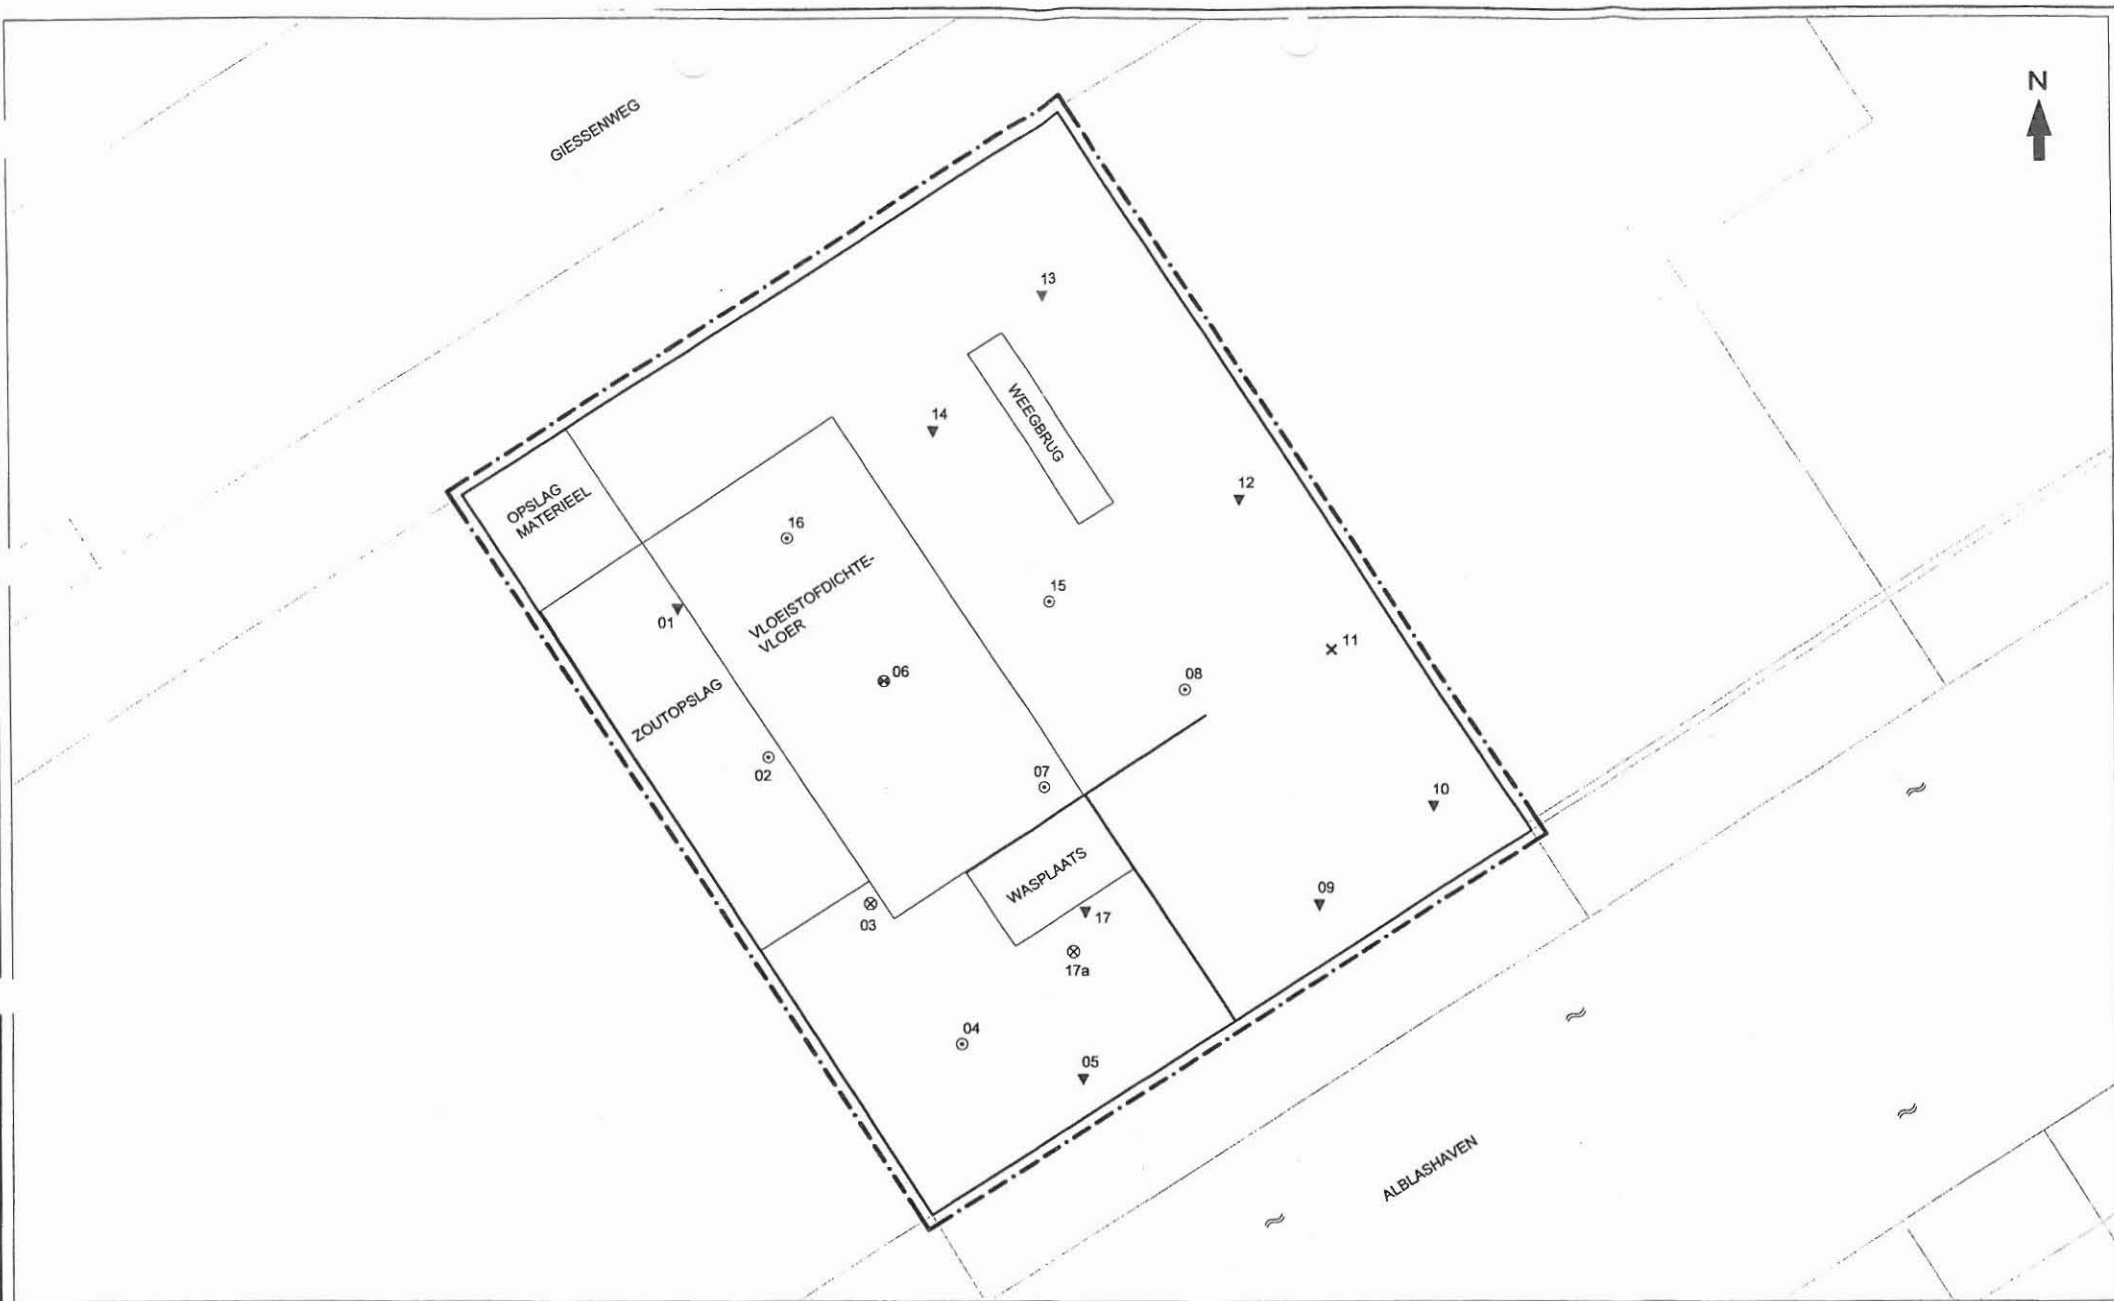 GIESSENWEG
N
13
WEEGBRUG
14
12
OPSLAG
MATERIEEL
16
VLOEISTOFDICHTE-
VLOER
15
01
11
06
08
ZOUTOPSLAG
02
07
10
WASPLAATS
09
03
17
17a
04
05
ALBLASHAVEN